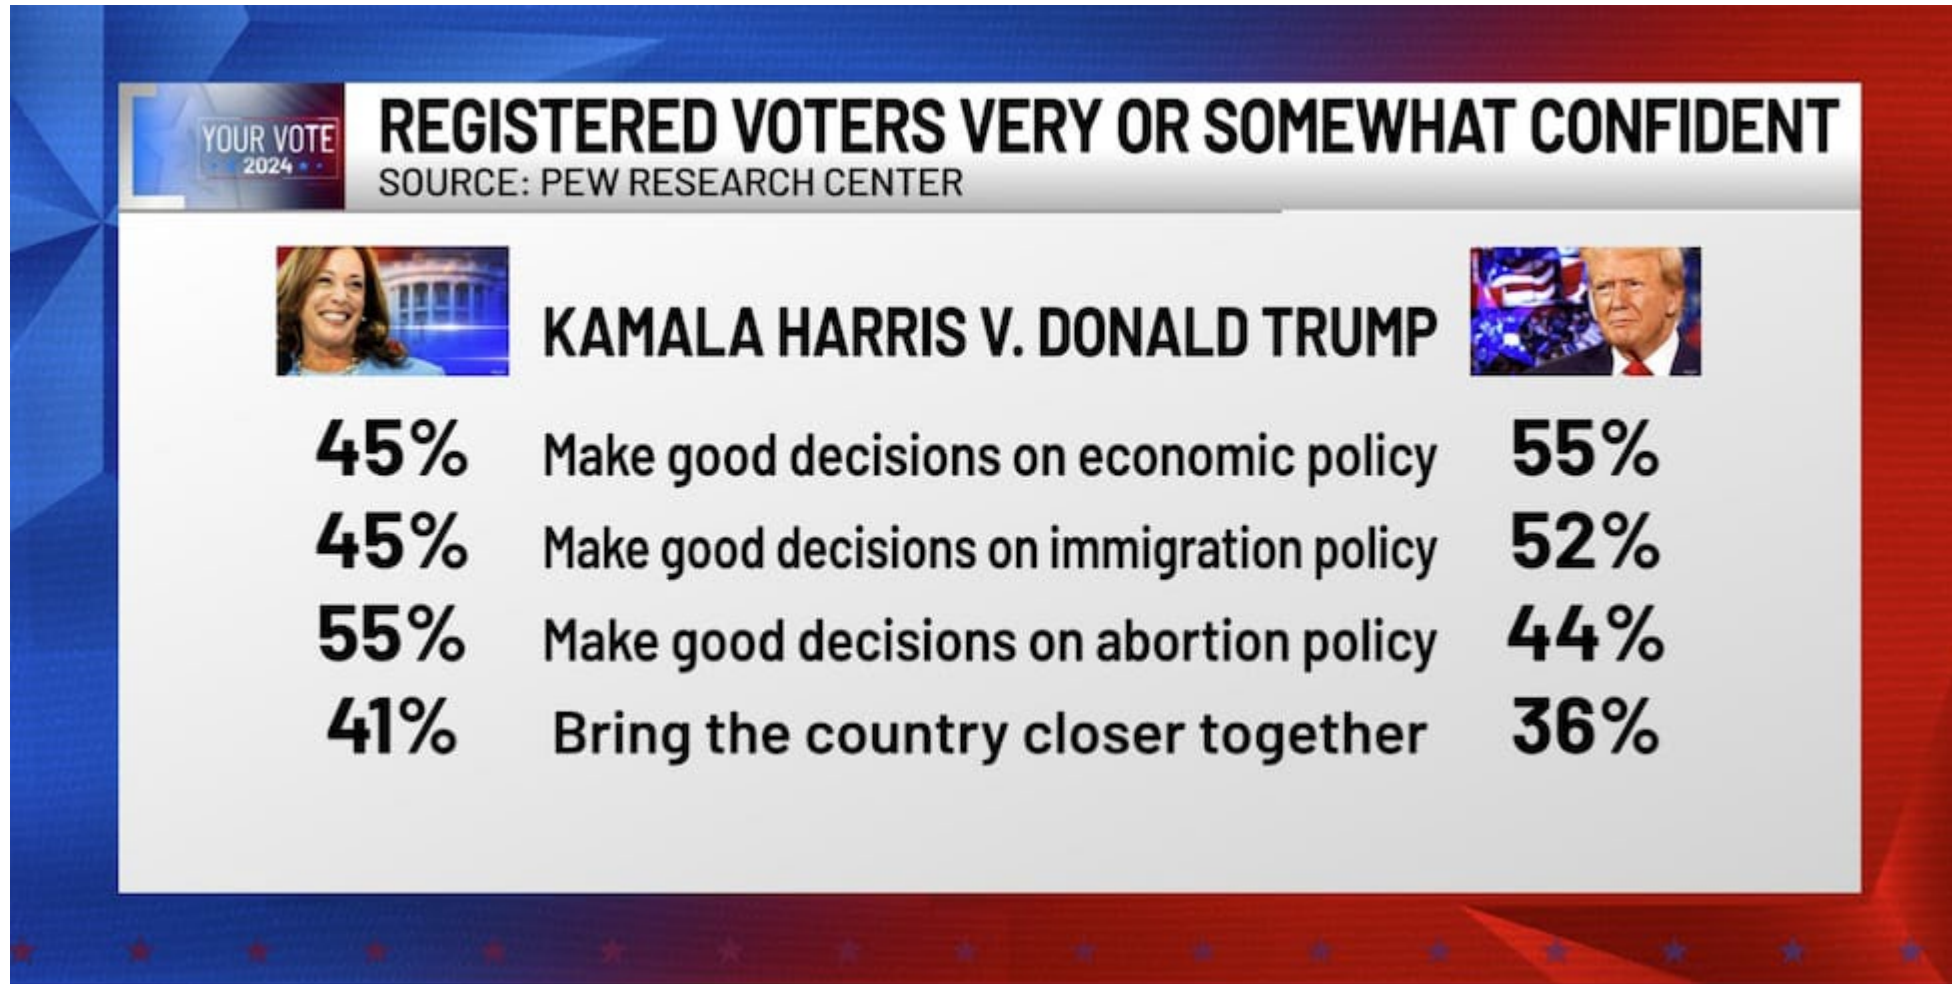 YOUR VOTE
2024
REGISTERED VOTERS VERY OR SOMEWHAT CONFIDENT
SOURCE: PEW RESEARCH CENTER
KAMALA HARRIS V. DONALD TRUMP
45% Make good decisions on economic policy 55%
45% Make good decisions on immigration policy 52%
55% Make good decisions on abortion policy 44%
41% Bring the country closer together 36%